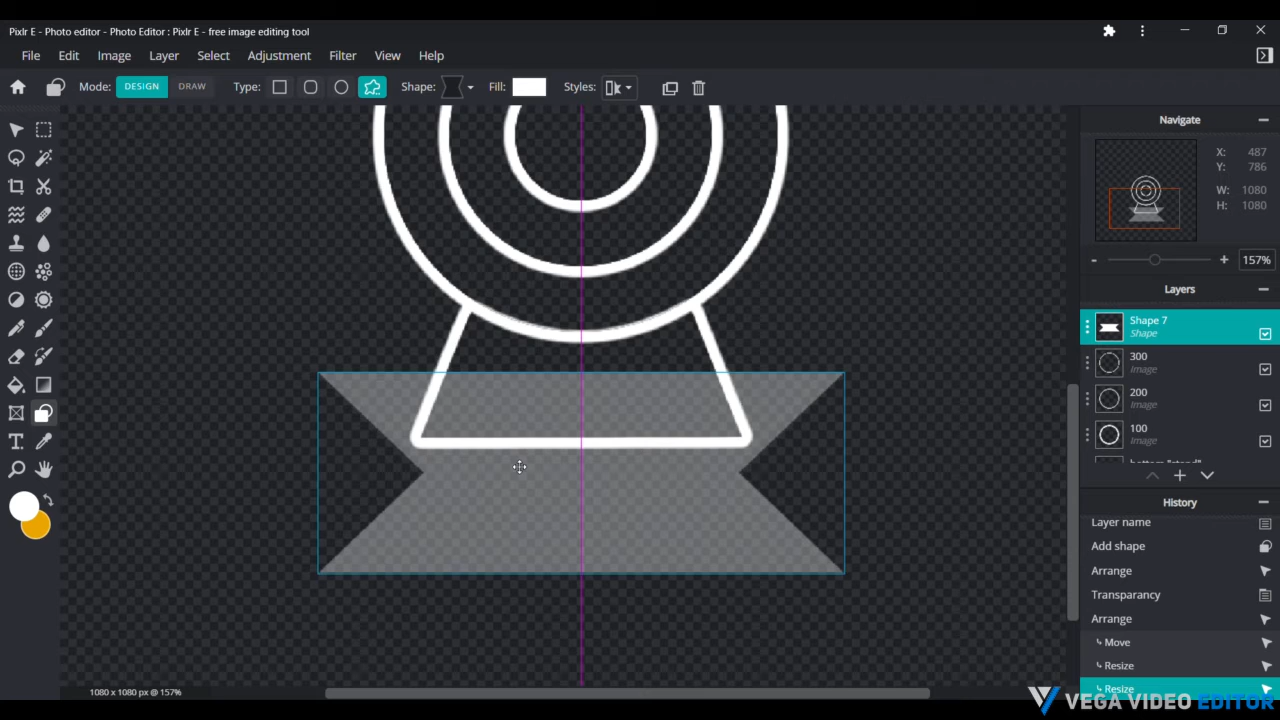 Pixlr E - Photo editor - Photo Editor : Pixlr E - free image editing tool
File Edit Image Layer Select Adjustment Filter View Help
Mode: DESIGN DRAW Type: Shape: Fill: Styles:
Navigate
X: 487
Y: 786
W: 1080
H: 1080
- + 157%
Layers
Shape 7
Shape
300
Image
200
Image
100
Image
History
Layer name
Add shape
Arrange
Transparancy
Arrange
Move
Resize
Resize
1080 x 1080 px @ 157%
VEGA VIDEO EDITOR